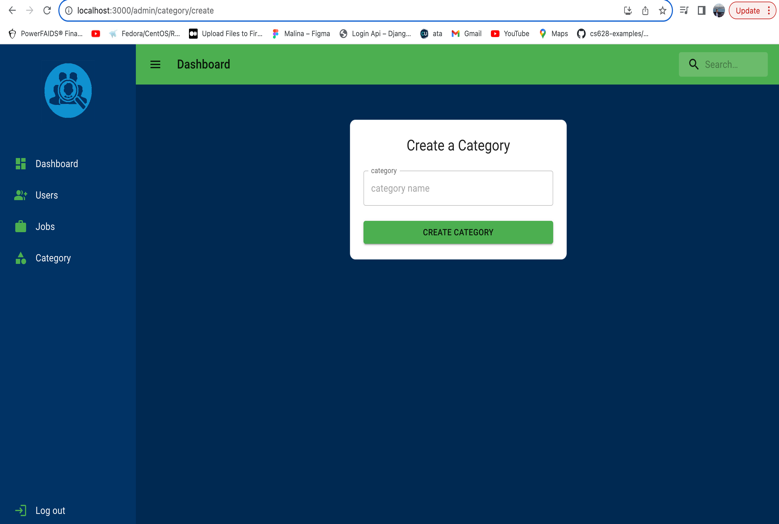 localhost:3000/admin/category/create
Update
PowerFAIDS® Fina...
Fedora/CentOS/R...
Upload Files to Fir...
Malina – Figma
Login Api – Djang...
ata
Gmail
YouTube
Maps
cs628-examples/...
Dashboard
Search...
Dashboard
Users
Jobs
Category
Log out
Create a Category
category
category name
CREATE CATEGORY